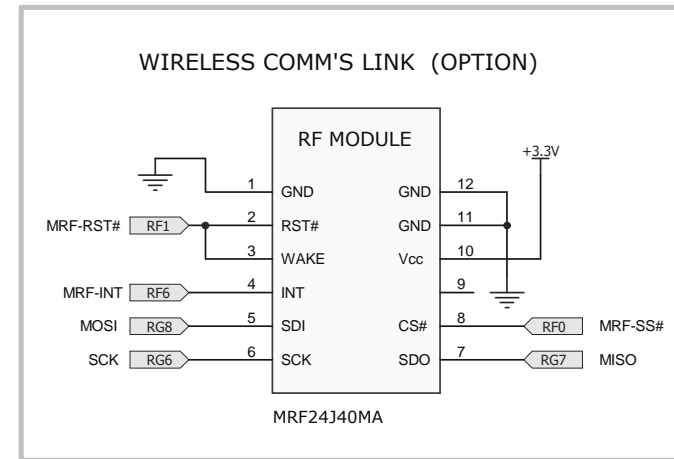 WIRELESS COMM'S LINK (OPTION)
RF MODULE
+3.3V
1 GND GND 12
MRF-RST# RF1 2 RST# GND 11
3 WAKE Vcc 10
MRF-INT RF6 4 INT 9
MOSI RG8 5 SDI CS# 8 RF0 MRF-SS#
SCK RG6 6 SCK SDO 7 RG7 MISO
MRF24J40MA